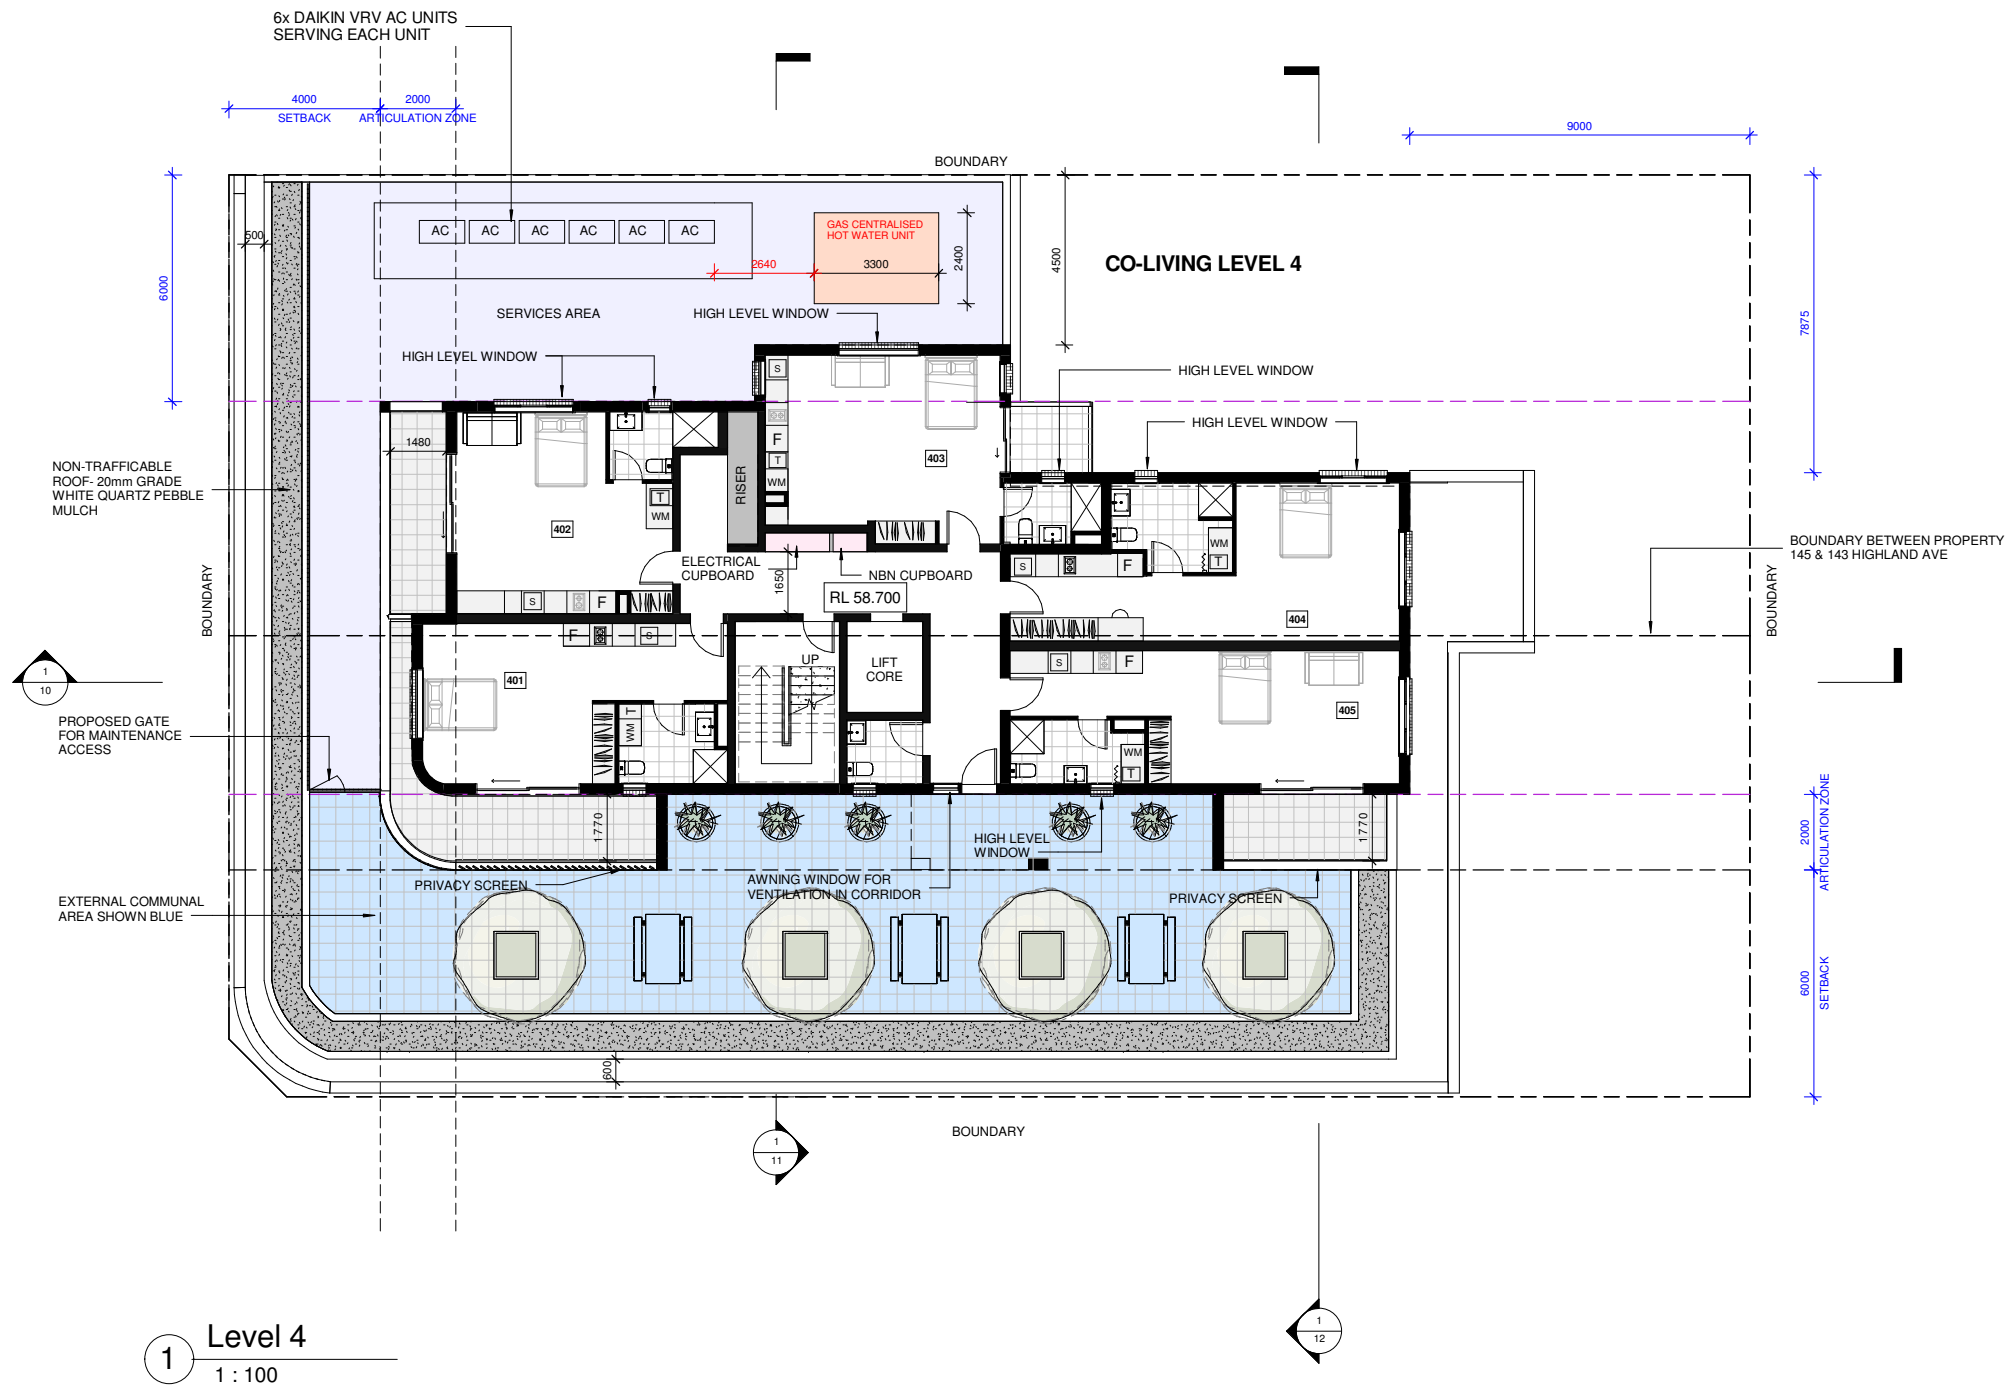 6x DAIKIN VRV AC UNITS
SERVING EACH UNIT
4000
2000
SETBACK
ARTICULATION ZONE
9000
BOUNDARY
6000
500
AC
AC
AC
AC
AC
AC
GAS CENTRALISED
HOT WATER UNIT
2640
3300
2400
4500
CO-LIVING LEVEL 4
7875
SERVICES AREA
HIGH LEVEL WINDOW
HIGH LEVEL WINDOW
HIGH LEVEL WINDOW
HIGH LEVEL WINDOW
1480
NON-TRAFFICABLE
ROOF- 20mm GRADE
WHITE QUARTZ PEBBLE
MULCH
S
F
T
WM
403
RISER
T
WM
402
WM
T
BOUNDARY BETWEEN PROPERTY
145 & 143 HIGHLAND AVE
BOUNDARY
BOUNDARY
ELECTRICAL
CUPBOARD
NBN CUPBOARD
1650
RL 58.700
S
F
S
F
404
F
S
401
UP
LIFT
CORE
S
F
405
1
10
PROPOSED GATE
FOR MAINTENANCE
ACCESS
T
WM
WM
T
1770
1770
HIGH LEVEL
WINDOW
2000
ARTICULATION ZONE
PRIVACY SCREEN
AWNING WINDOW FOR
VENTILATION IN CORRIDOR
PRIVACY SCREEN
EXTERNAL COMMUNAL
AREA SHOWN BLUE
6000
SETBACK
600
BOUNDARY
1
11
1
12
1
Level 4
1 : 100